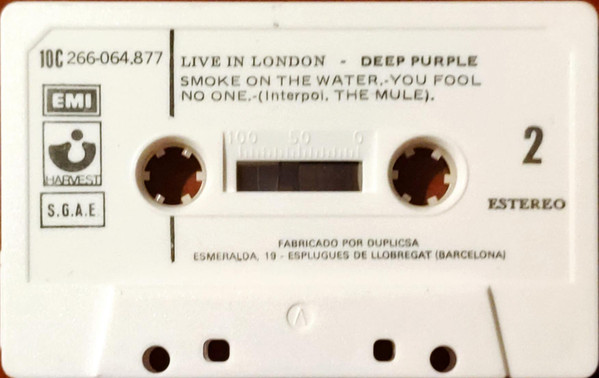 10C 266-064.877
LIVE IN LONDON - DEEP PURPLE
SMOKE ON THE WATER.-YOU FOOL
NO ONE.-(Interpol. THE MULE).
EMI
HARVEST
S.G.A.E
100 50 0
2
ESTEREO
FABRICADO POR DUPLICSA
ESMERALDA, 19 - ESPLUGUES DE LLOBREGAT (BARCELONA)
A